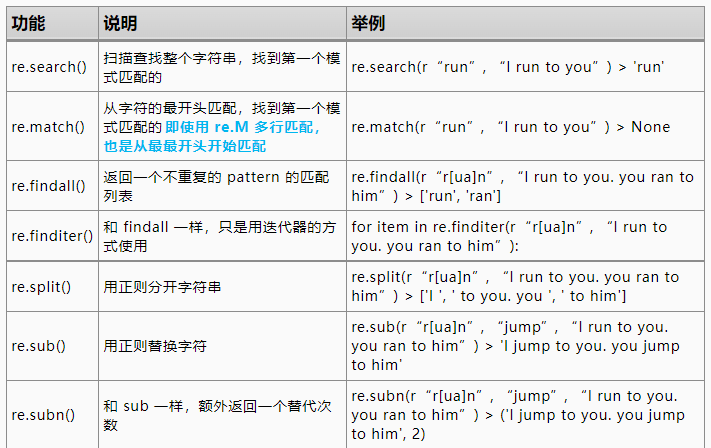 功能 说明 举例
re.search() 扫描查找整个字符串，找到第一个模 re.search(r“run”, “I run to you”) > 'run'
式匹配的
re.match() 从字符的最开头匹配，找到第一个模 re.match(r“run”, “I run to you”) > None
式匹配的 即使用 re.M 多行匹配，
也是从最最开头开始匹配
re.findall() 返回一个不重复的 pattern 的匹配 re.findall(r“r[ua]n”, “I run to you. you ran to
列表 him”) > ['run', 'ran']
re.finditer() 和 findall 一样，只是用迭代器的方 for item in re.finditer(r“r[ua]n”, “I run to
式使用 you. you ran to him”):
re.split() 用正则分开字符串 re.split(r“r[ua]n”, “I run to you. you ran to
him”) > ['I ', ' to you. you ', ' to him']
re.sub() 用正则替换字符 re.sub(r“r[ua]n”, “jump”, “I run to you.
you ran to him”) > 'I jump to you. you jump
to him'
re.subn() 和 sub 一样，额外返回一个替代次 re.subn(r“r[ua]n”, “jump”, “I run to you.
数 you ran to him”) > ('I jump to you. you jump
to him', 2)